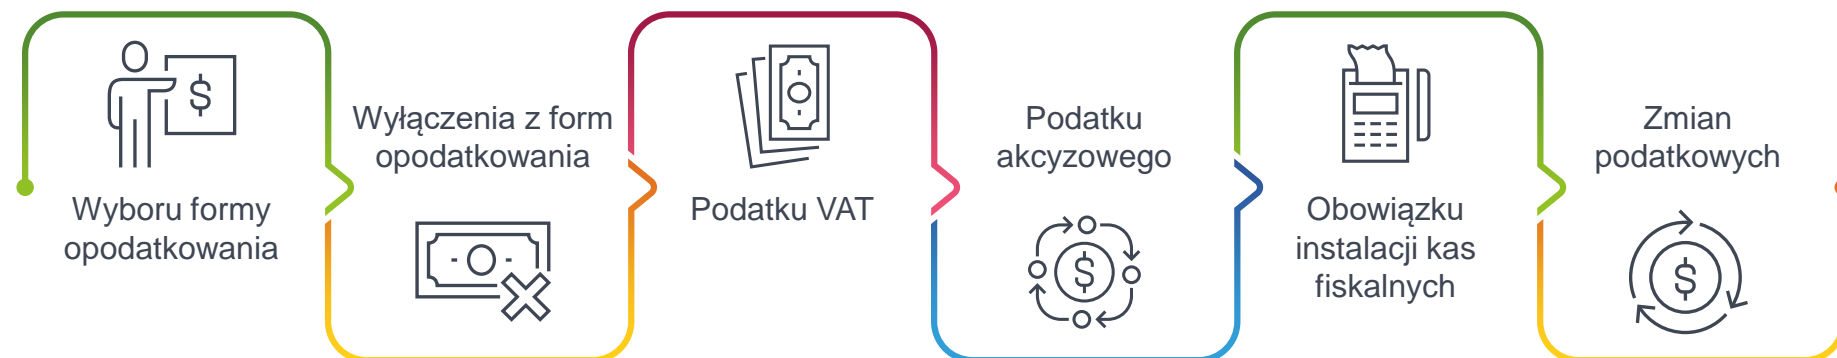 Wyboru formy
opodatkowania
Wyłączenia z form
opodatkowania
Podatku VAT
Podatku
akcyzowego
Obowiązku
instalacji kas
fiskalnych
Zmian
podatkowych